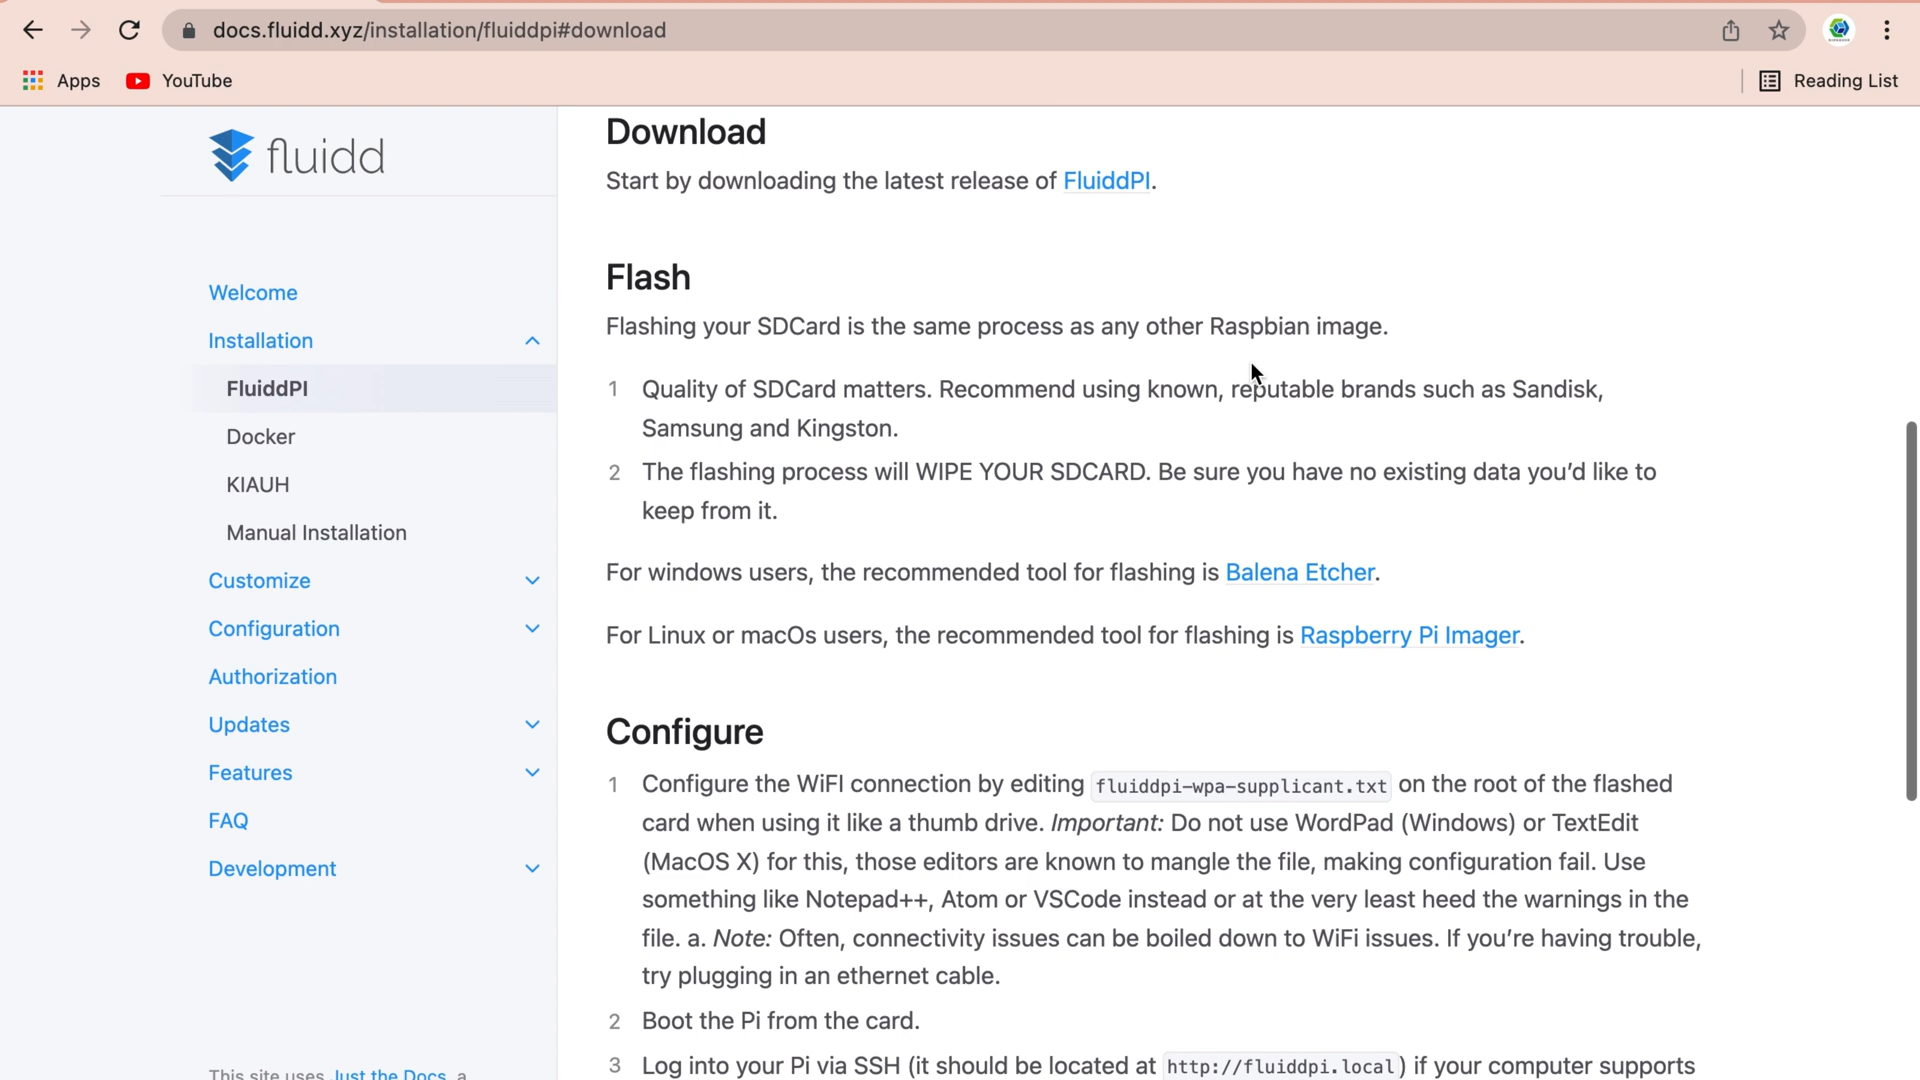 docs.fluidd.xyz/installation/fluiddpi#download
Apps
YouTube
Reading List
fluidd
Welcome
Installation
FluiddPI
Docker
KIAUH
Manual Installation
Customize
Configuration
Authorization
Updates
Features
FAQ
Development
This site uses Just the Docs, a
Download
Start by downloading the latest release of FluiddPI.
Flash
Flashing your SDCard is the same process as any other Raspbian image.
1 Quality of SDCard matters. Recommend using known, reputable brands such as Sandisk,
Samsung and Kingston.
2 The flashing process will WIPE YOUR SDCARD. Be sure you have no existing data you’d like to
keep from it.
For windows users, the recommended tool for flashing is Balena Etcher.
For Linux or macOs users, the recommended tool for flashing is Raspberry Pi Imager.
Configure
1 Configure the WiFI connection by editing fluiddpi-wpa-supplicant.txt on the root of the flashed
card when using it like a thumb drive. Important: Do not use WordPad (Windows) or TextEdit
(MacOS X) for this, those editors are known to mangle the file, making configuration fail. Use
something like Notepad++, Atom or VSCode instead or at the very least heed the warnings in the
file. a. Note: Often, connectivity issues can be boiled down to WiFi issues. If you’re having trouble,
try plugging in an ethernet cable.
2 Boot the Pi from the card.
3 Log into your Pi via SSH (it should be located at http://fluiddpi.local) if your computer supports